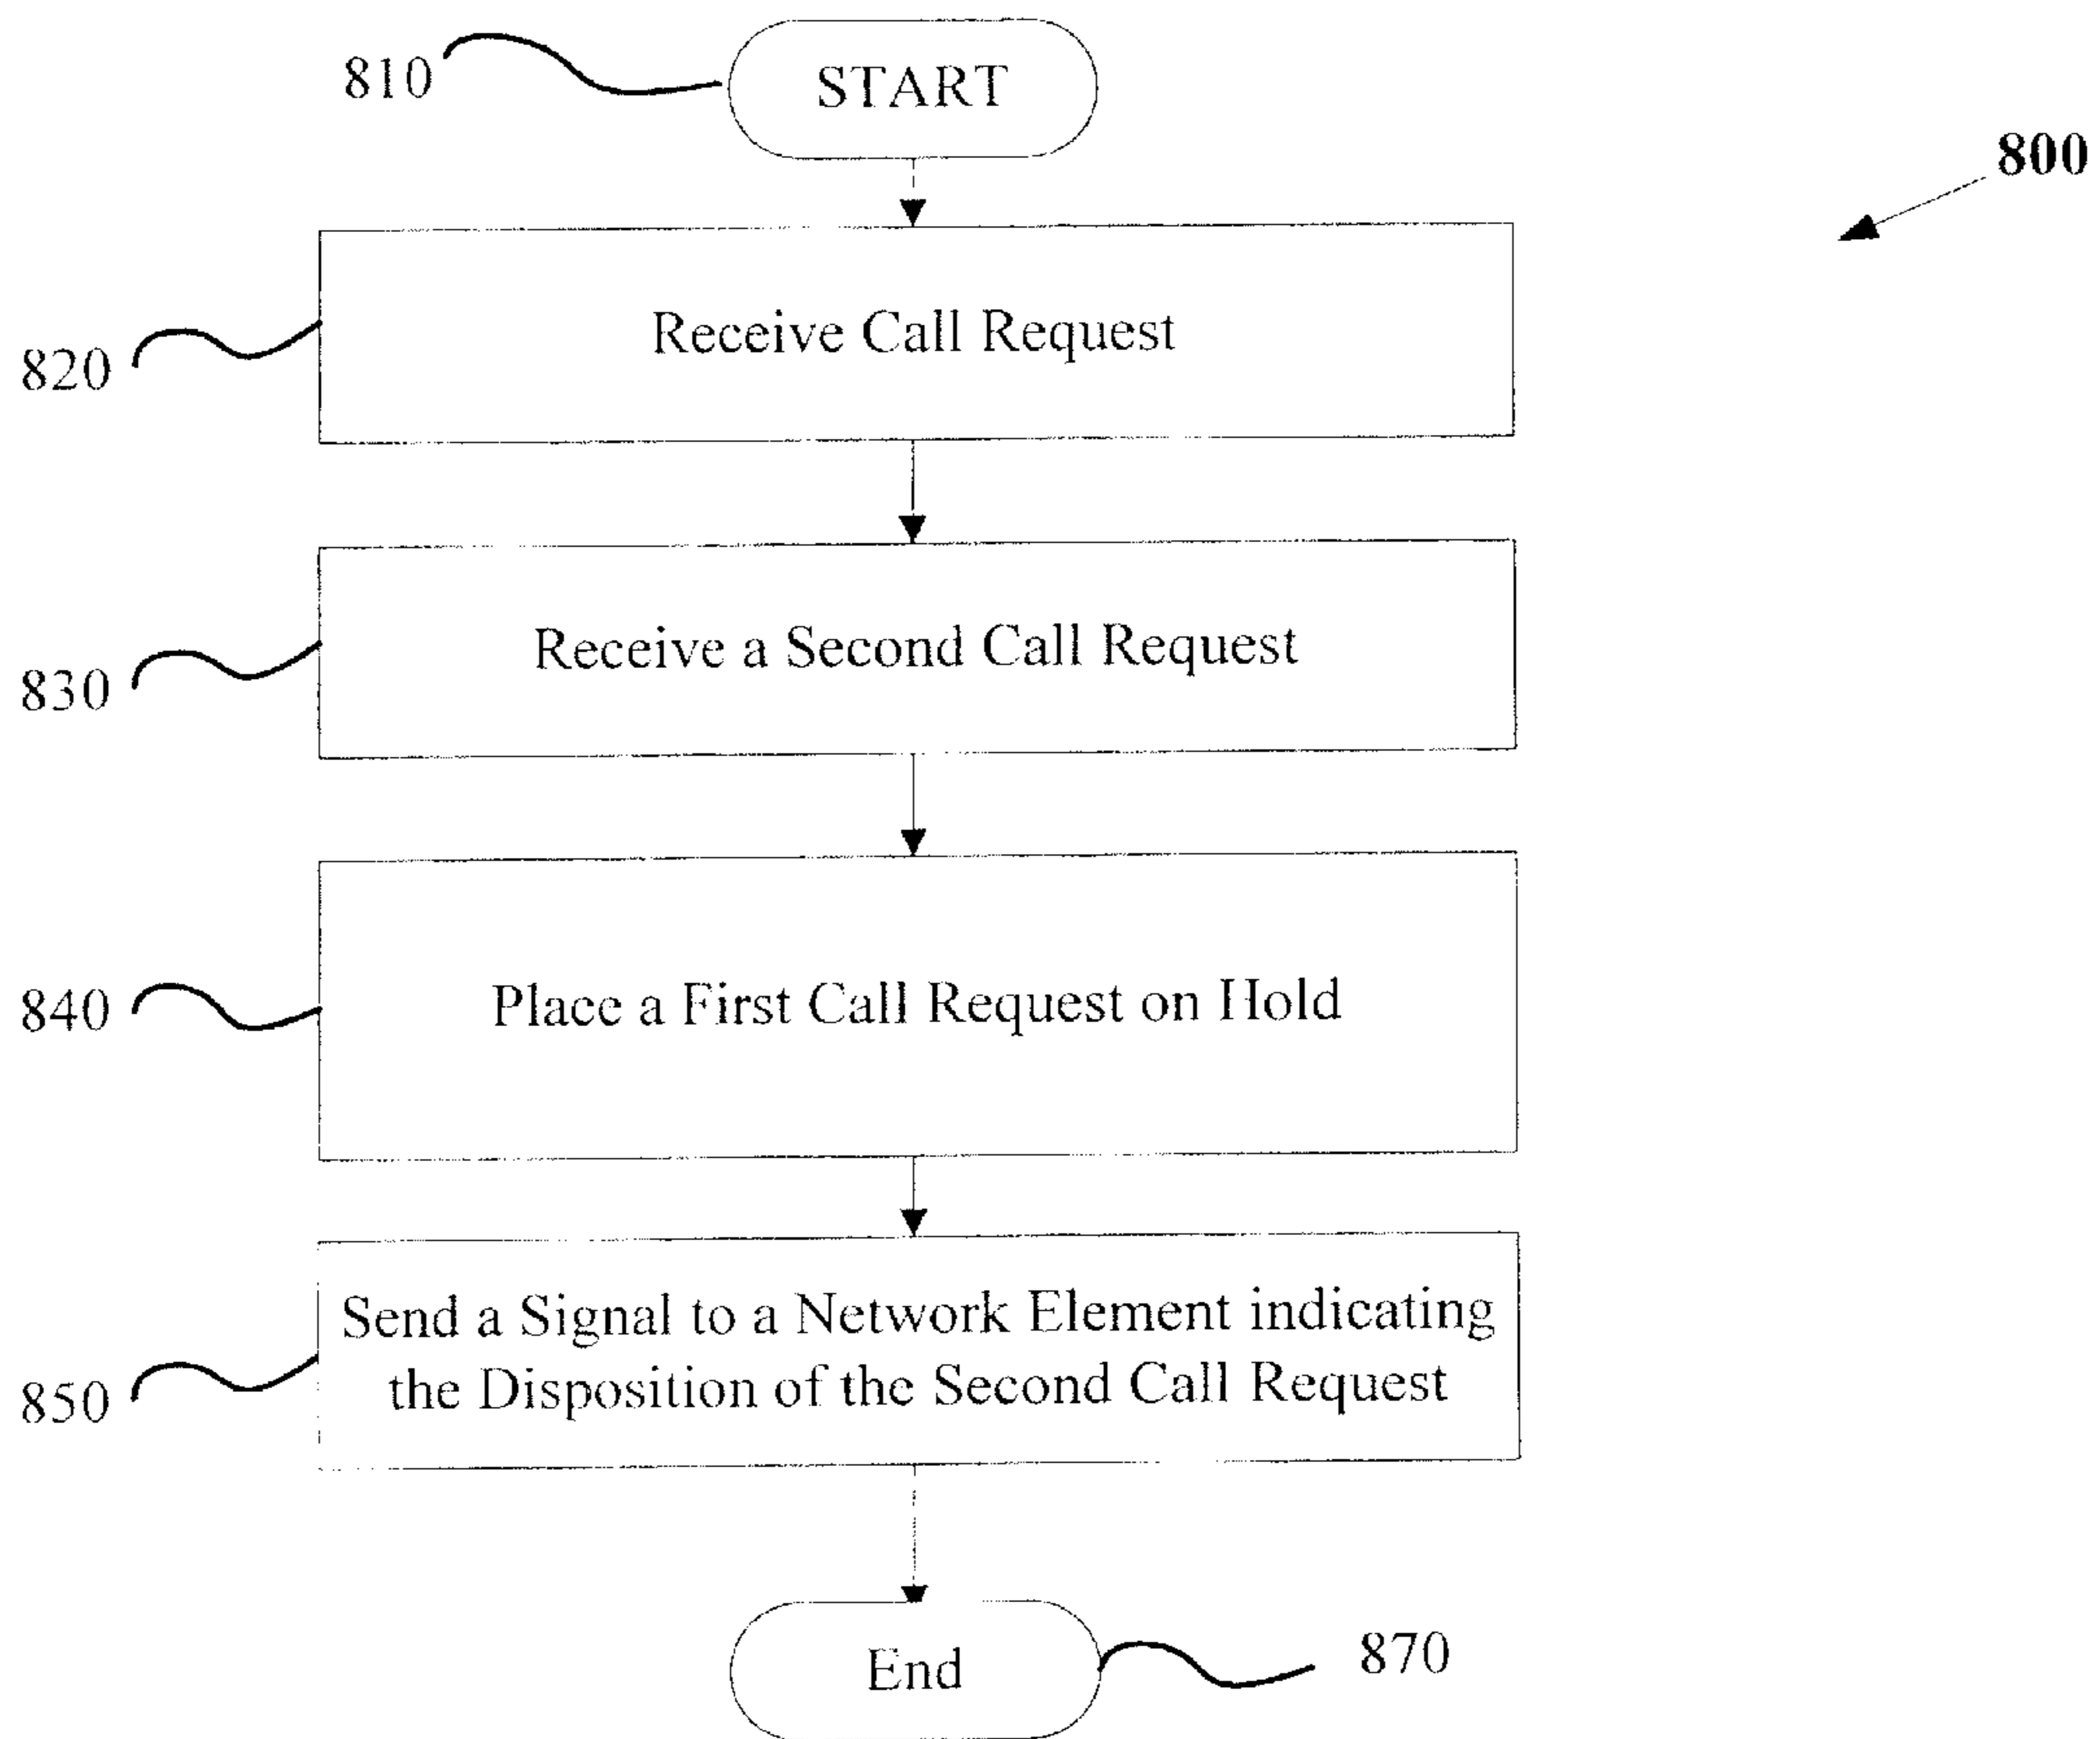 810
START
800
820
Receive Call Request
830
Receive a Second Call Request
840
Place a First Call Request on Hold
850
Send a Signal to a Network Element indicating
the Disposition of the Second Call Request
End
870